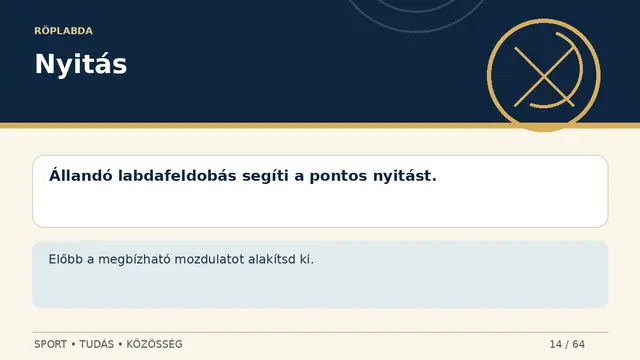 RÖPLABDA
Nyitás
Állandó labdafeldobás segíti a pontos nyitást.
Előbb a megbízható mozdulatot alakítsd ki.
SPORT • TUDÁS • KÖZÖSSÉG
14 / 64